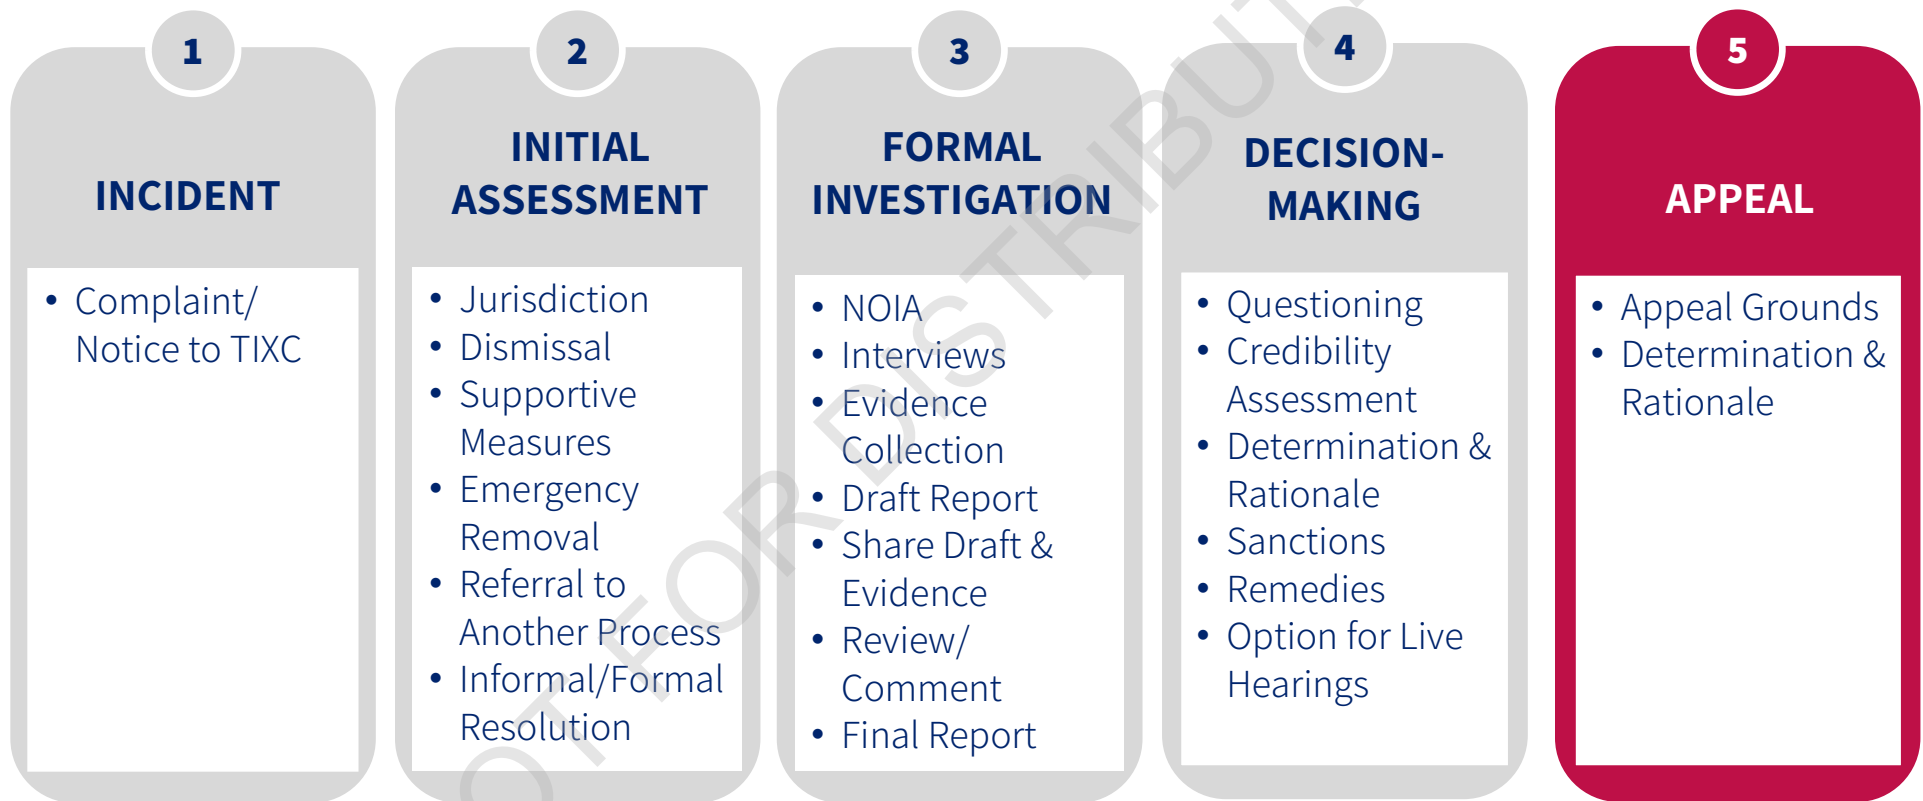 1
INCIDENT
• Complaint/
Notice to TIXC
2
INITIAL
ASSESSMENT
• Jurisdiction
• Dismissal
• Supportive
Measures
• Emergency
Removal
• Referral to
Another Process
• Informal/Formal
Resolution
3
FORMAL
INVESTIGATION
• NOIA
• Interviews
• Evidence
Collection
• Draft Report
• Share Draft &
Evidence
• Review/
Comment
• Final Report
4
DECISION-
MAKING
• Questioning
• Credibility
Assessment
• Determination &
Rationale
• Sanctions
• Remedies
• Option for Live
Hearings
5
APPEAL
• Appeal Grounds
• Determination &
Rationale
OT FOR DISTRIBUT